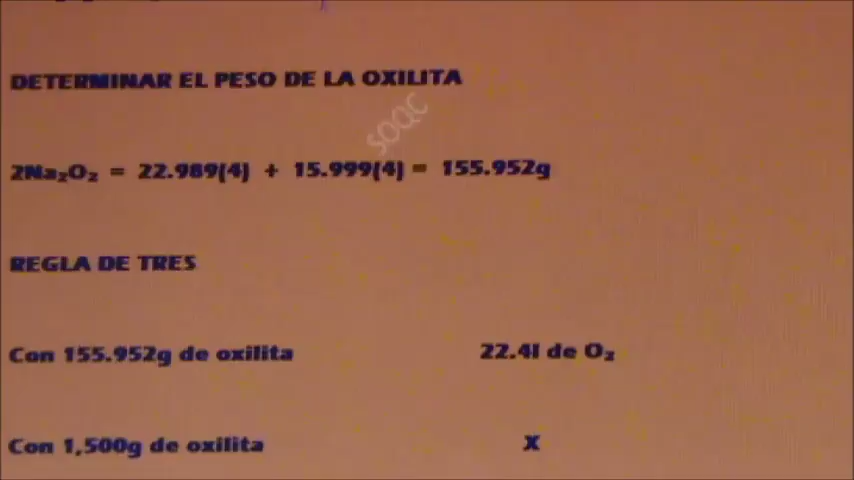 DETERMINAR EL PESO DE LA OXILITA
SOQC
2Na₂O₂ = 22.989(4) + 15.999(4) = 155.952g
REGLA DE TRES
Con 155.952g de oxilita 22.4l de O₂
Con 1,500g de oxilita X